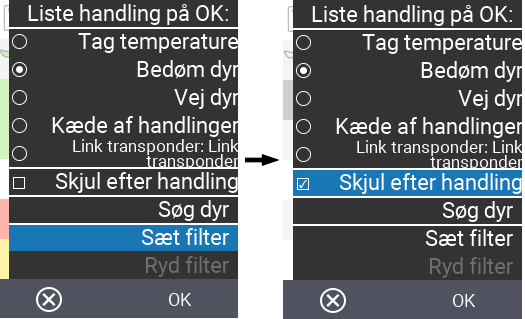 Liste handling på OK:
Tag temperature
Bedøm dyr
Vej dyr
Kæde af handlinger
Link transponder: Link
transponder
Skjul efter handling
Søg dyr
Sæt filter
Ryd filter
OK
Liste handling på OK:
Tag temperature
Bedøm dyr
Vej dyr
Kæde af handlinger
Link transponder: Link
transponder
Skjul efter handling
Søg dyr
Sæt filter
Ryd filter
OK